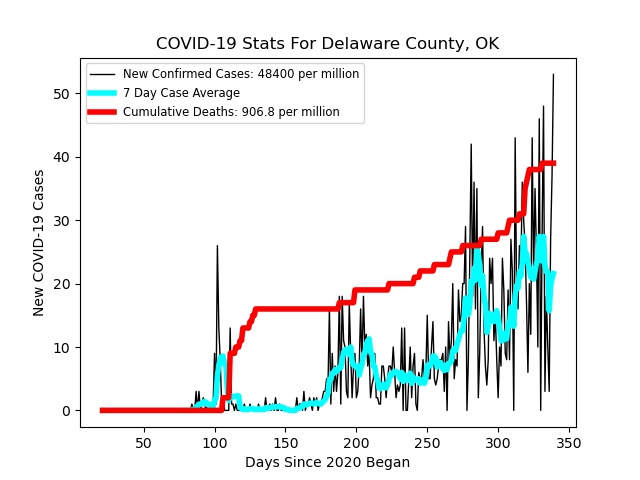 COVID-19 Stats For Delaware County, OK
New Confirmed Cases: 48400 per million
7 Day Case Average
Cumulative Deaths: 906.8 per million
New COVID-19 Cases
50
40
30
20
10
0
50 100 150 200 250 300 350
Days Since 2020 Began